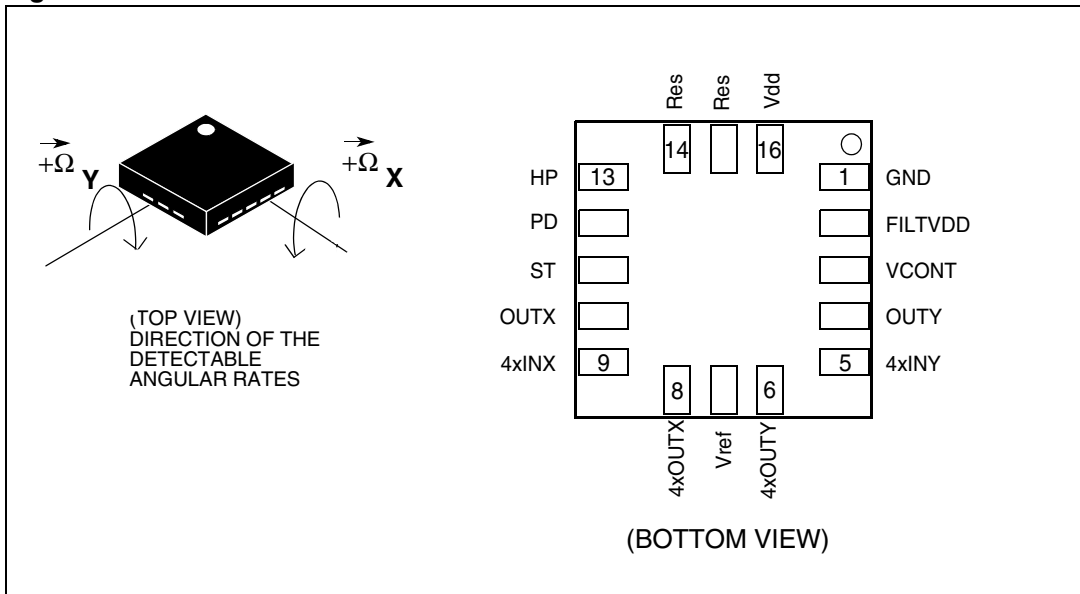 +Ω Y
+Ω X
(TOP VIEW)
DIRECTION OF THE
DETECTABLE
ANGULAR RATES
Res
Res
Vdd
14
16
HP
13
1
GND
PD
FILTVDD
ST
VCONT
OUTX
OUTY
4xINX
9
5
4xINY
8
6
4xOUTX
Vref
4xOUTY
(BOTTOM VIEW)